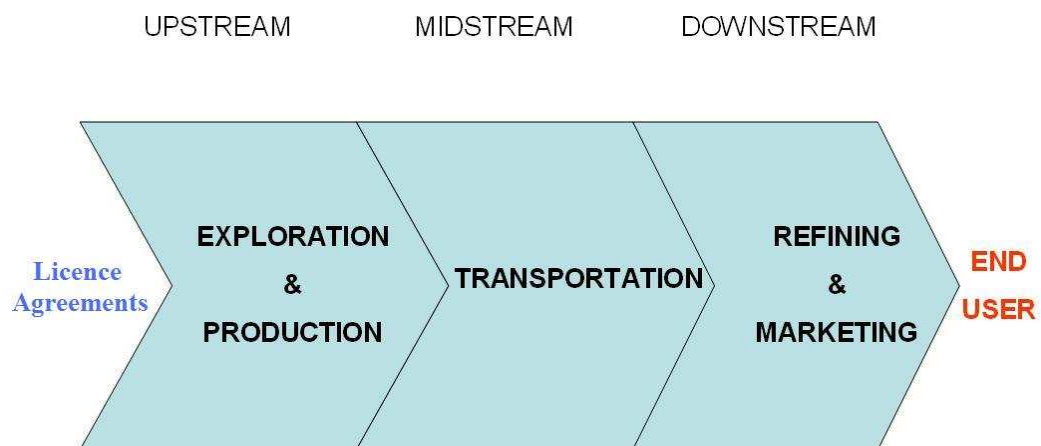 UPSTREAM
MIDSTREAM
DOWNSTREAM
Licence
Agreements
EXPLORATION
&
PRODUCTION
TRANSPORTATION
REFINING
&
MARKETING
END
USER